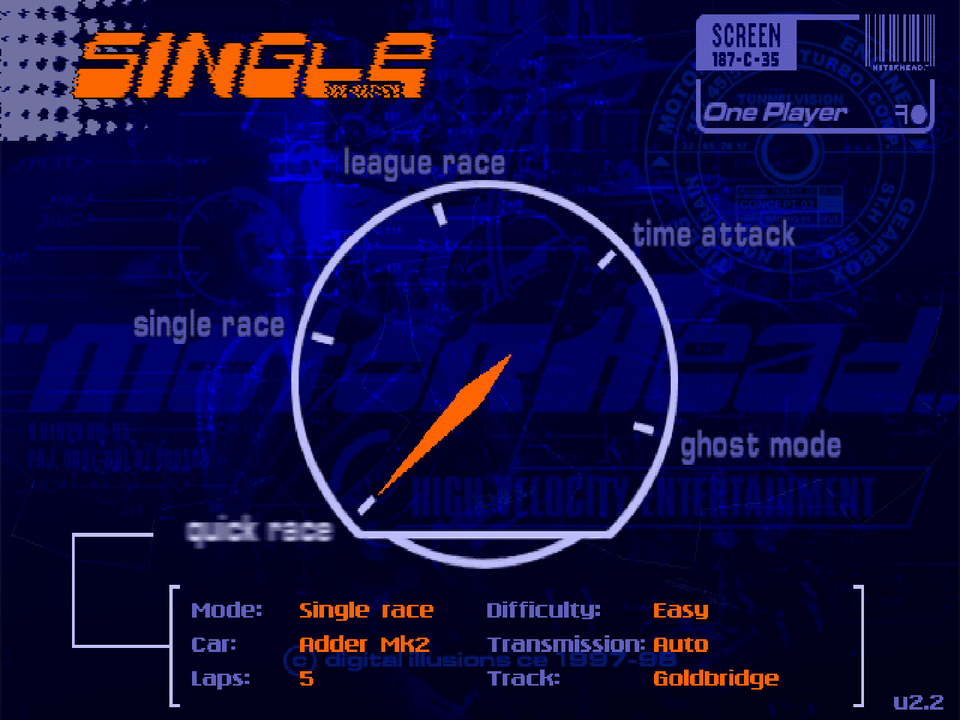 SINGLE
SCREEN
187-C-35
MOTORHEAD
One Player
league race
time attack
single race
motorhead
ghost mode
HIGH VELOCITY ENTERTAINMENT
quick race
Mode: Single race Difficulty: Easy
Car: Adder Mk2 Transmission: Auto
(c) digital illusions ce 1997-98
Laps: 5 Track: Goldbridge
v2.2